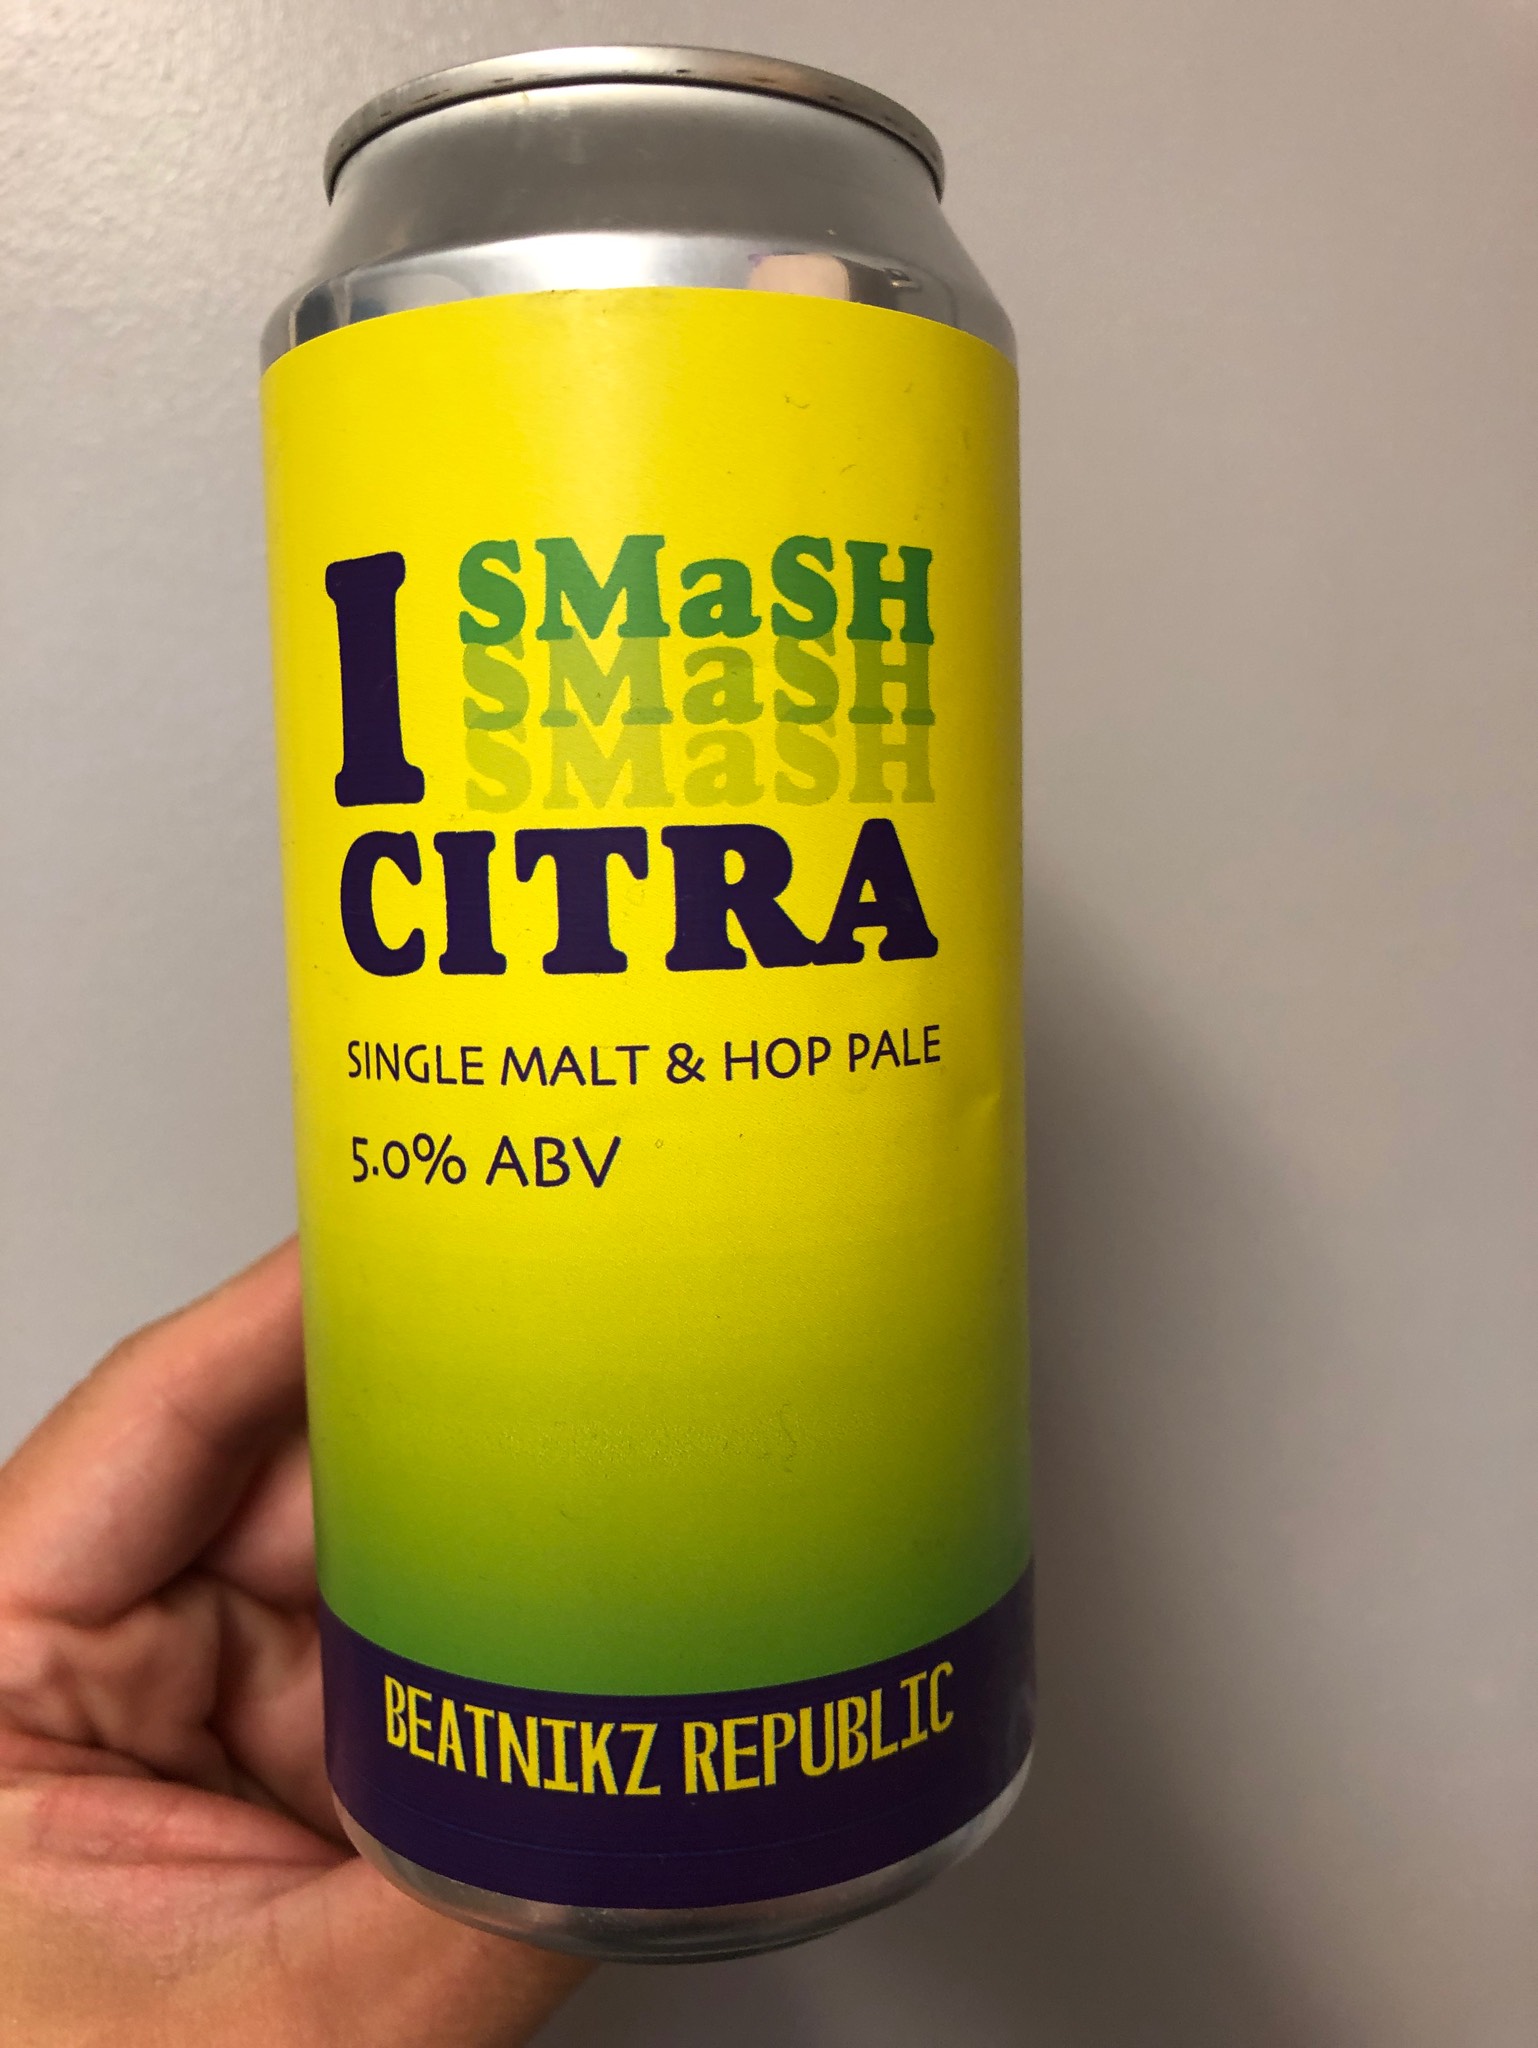 I SMaSH
SMaSH
SMaSH
CITRA
SINGLE MALT & HOP PALE
5.0% ABV
BEATNIKZ REPUBLIC